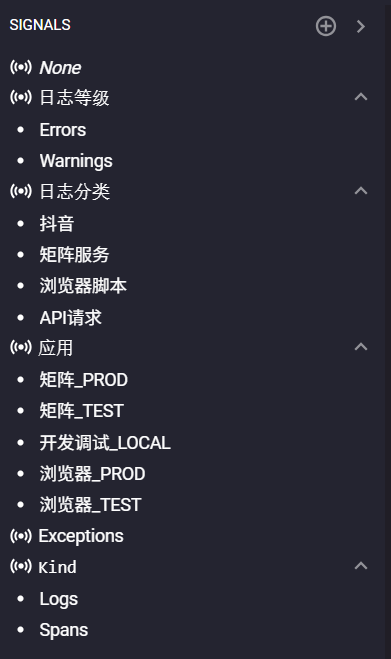 SIGNALS
None
日志等级
Errors
Warnings
日志分类
抖音
矩阵服务
浏览器脚本
API请求
应用
矩阵_PROD
矩阵_TEST
开发调试_LOCAL
浏览器_PROD
浏览器_TEST
Exceptions
Kind
Logs
Spans